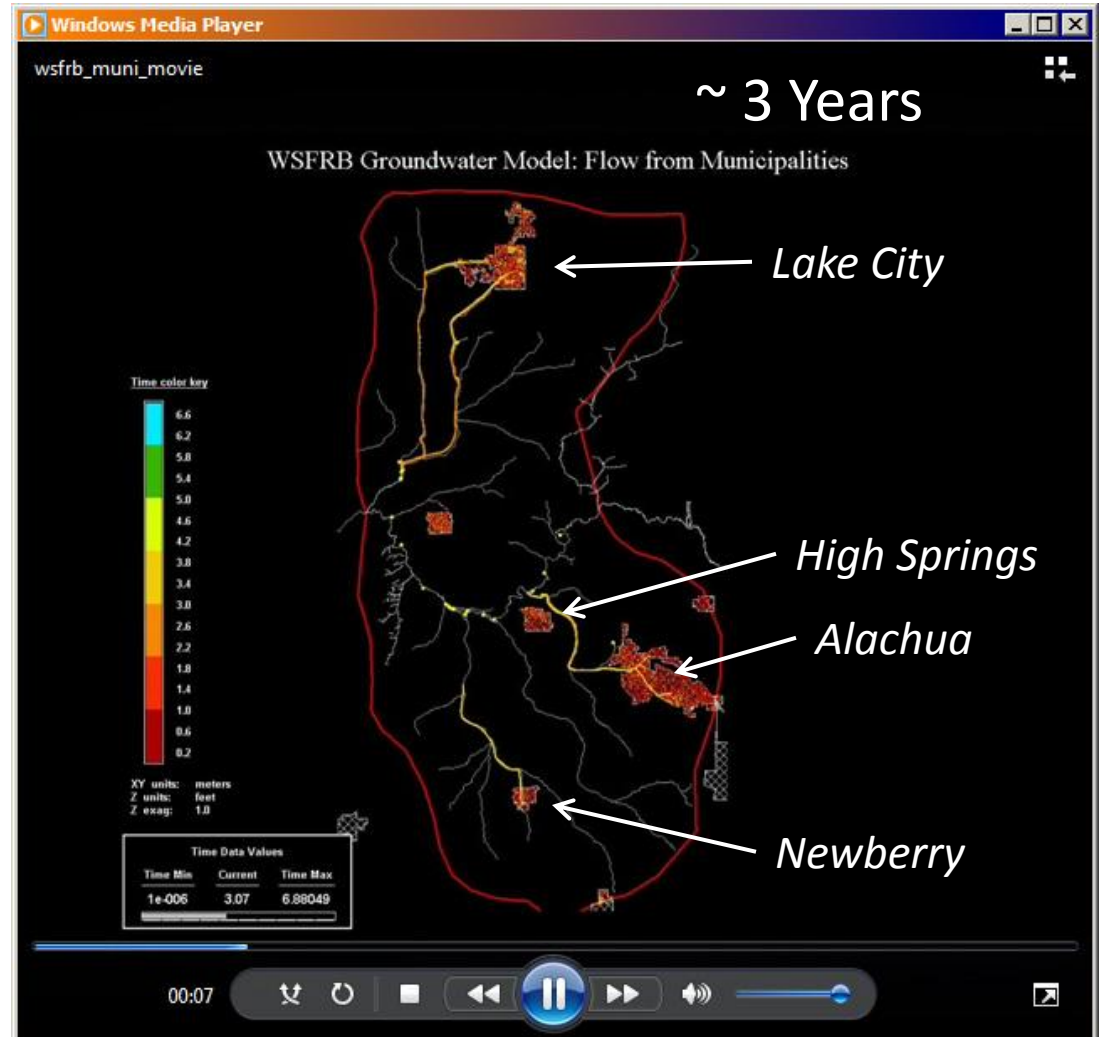 Windows Media Player
wsfrb_muni_movie
~ 3 Years
WSFRB Groundwater Model: Flow from Municipalities
Lake City
Time color key
6.6
6.2
5.8
5.4
5.0
4.6
4.2
3.8
3.4
3.0
2.6
2.2
1.8
1.4
1.0
0.6
0.2
High Springs
Alachua
XY units: meters
Z units: feet
Z exag: 1.0
Newberry
Time Data Values
Time Min Current Time Max
1e-006 3.07 6.88049
00:07